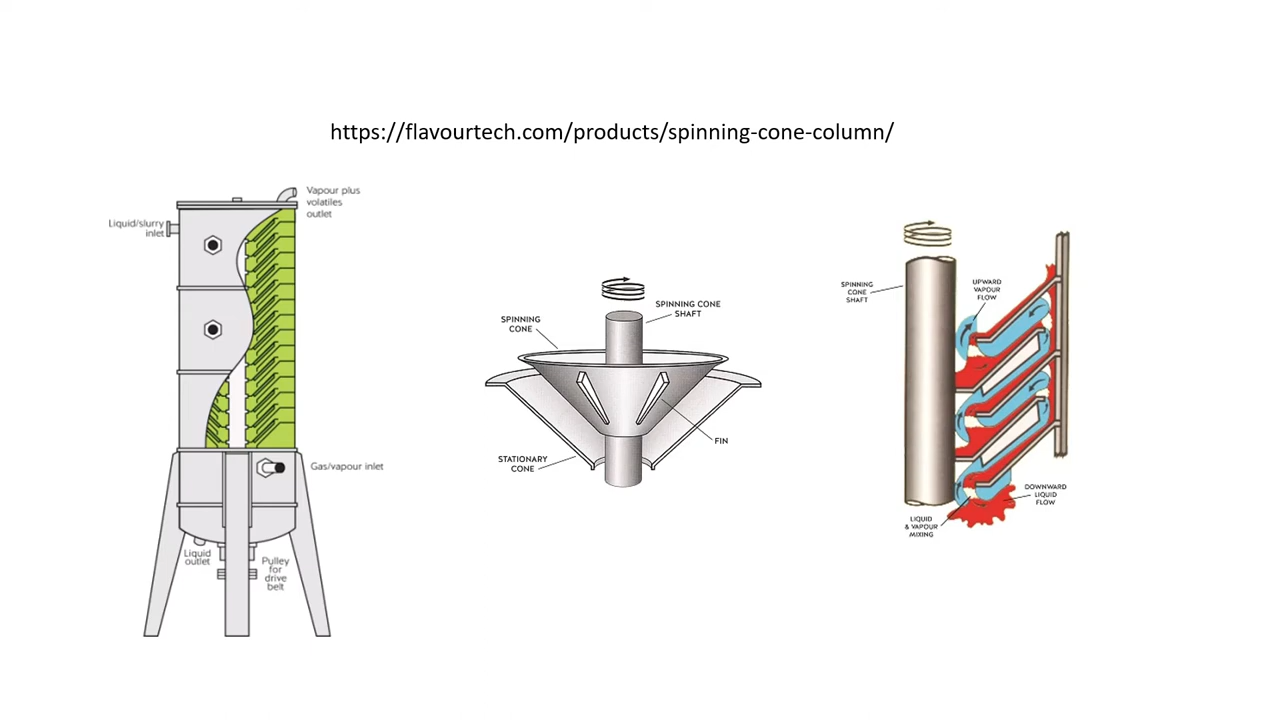 https://flavourtech.com/products/spinning-cone-column/
Vapour plus
volatiles
outlet
Liquid/slurry
inlet
Gas/vapour inlet
Liquid
outlet
Pulley
for
drive
belt
SPINNING CONE
SHAFT
SPINNING
CONE
FIN
STATIONARY
CONE
SPINNING
CONE
SHAFT
UPWARD
VAPOUR
FLOW
DOWNWARD
LIQUID
FLOW
LIQUID
& VAPOUR
MIXING